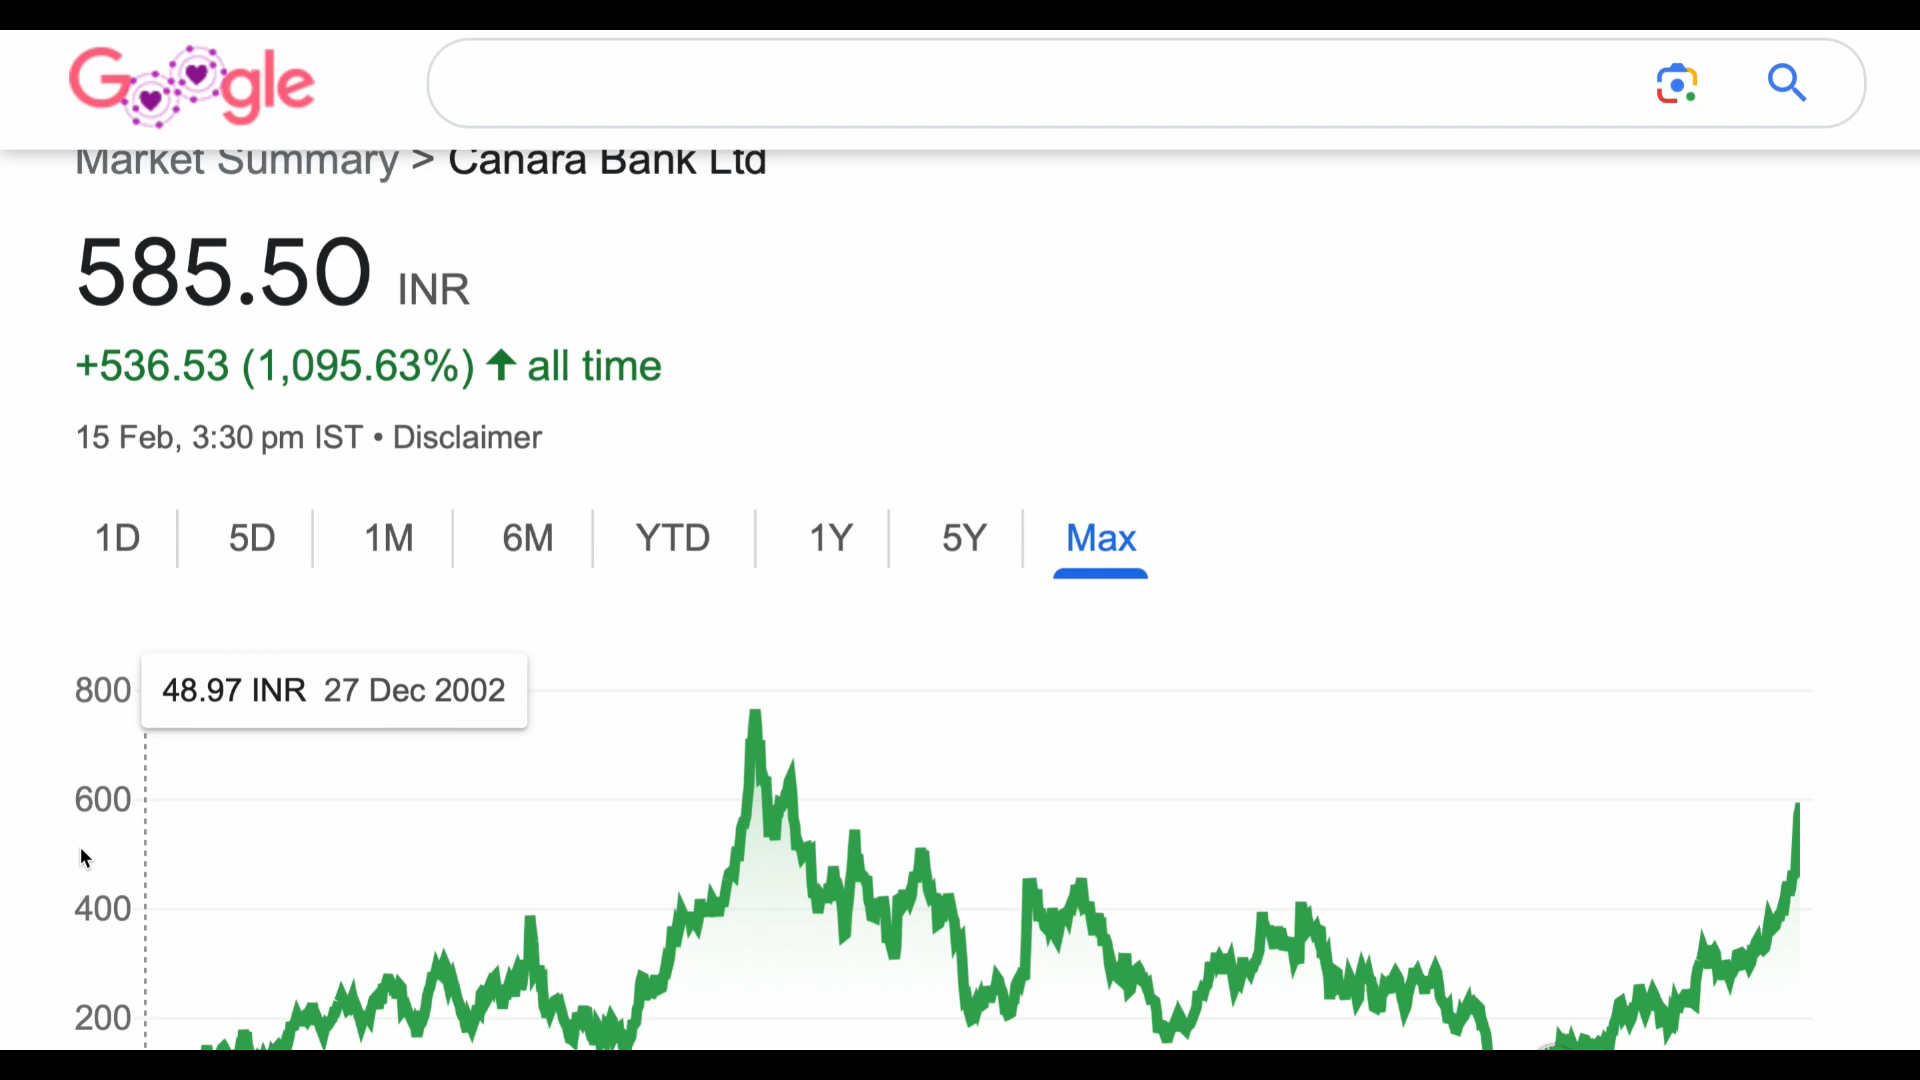 Google
Market Summary > Canara Bank Ltd
585.50 INR
+536.53 (1,095.63%) ↑ all time
15 Feb, 3:30 pm IST • Disclaimer
1D 5D 1M 6M YTD 1Y 5Y Max
800 48.97 INR 27 Dec 2002
600
400
200